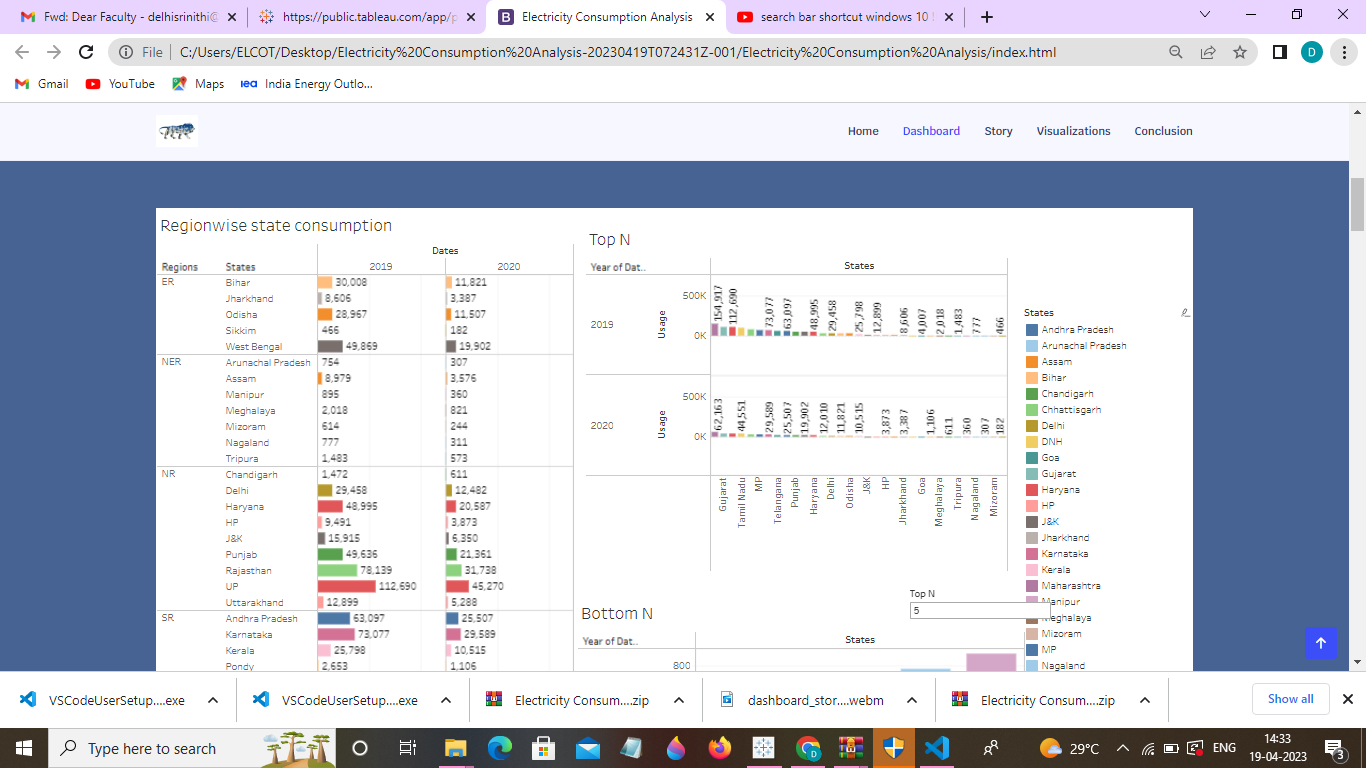 Fwd: Dear Faculty - delhisrinithi@
https://public.tableau.com/app/p
Electricity Consumption Analysis
search bar shortcut windows 10
File
C:/Users/ELCOT/Desktop/Electricity%20Consumption%20Analysis-20230419T072431Z-001/Electricity%20Consumption%20Analysis/index.html
D
Gmail
YouTube
Maps
iea India Energy Outlo...
Home Dashboard Story Visualizations Conclusion
Regionwise state consumption
Dates
Regions States 2019 2020
ER Bihar 30,008 11,821
Jharkhand 8,606 3,387
Odisha 28,967 11,507
Sikkim 466 182
West Bengal 49,869 19,902
NER Arunachal Pradesh 754 307
Assam 8,979 3,576
Manipur 895 360
Meghalaya 2,018 821
Mizoram 614 244
Nagaland 777 311
Tripura 1,483 573
NR Chandigarh 1,472 611
Delhi 29,458 12,482
Haryana 48,995 20,587
HP 9,491 3,873
J&K 15,915 6,350
Punjab 49,636 21,361
Rajasthan 78,139 31,738
UP 112,690 45,270
Uttarakhand 12,899 5,288
SR Andhra Pradesh 63,097 25,507
Karnataka 73,077 29,589
Kerala 25,798 10,515
Pondy 2,653 1,106
Top N
Year of Dat.. States
2019 Usage 500K 0K
154,917 112,690 73,077 63,097 48,995 29,458 25,798 12,899 8,606 4,007 2,018 1,483 777 466
2020 Usage 500K 0K
62,163 44,551 29,589 25,507 19,902 12,010 11,821 10,515 3,873 3,387 1,106 611 360 307 182
Gujarat Tamil Nadu MP Telangana Punjab Haryana Delhi Odisha J&K HP Jharkhand Goa Meghalaya Tripura Nagaland Mizoram
States
Andhra Pradesh
Arunachal Pradesh
Assam
Bihar
Chandigarh
Chhattisgarh
Delhi
DNH
Goa
Gujarat
Haryana
HP
J&K
Jharkhand
Karnataka
Kerala
Maharashtra
Manipur
Meghalaya
Mizoram
MP
Nagaland
Top N
5
Bottom N
Year of Dat.. States
800
VSCodeUserSetup....exe
VSCodeUserSetup....exe
Electricity Consum....zip
dashboard_stor....webm
Electricity Consum....zip
Show all
Type here to search
29°C
ENG
14:33
19-04-2023
3